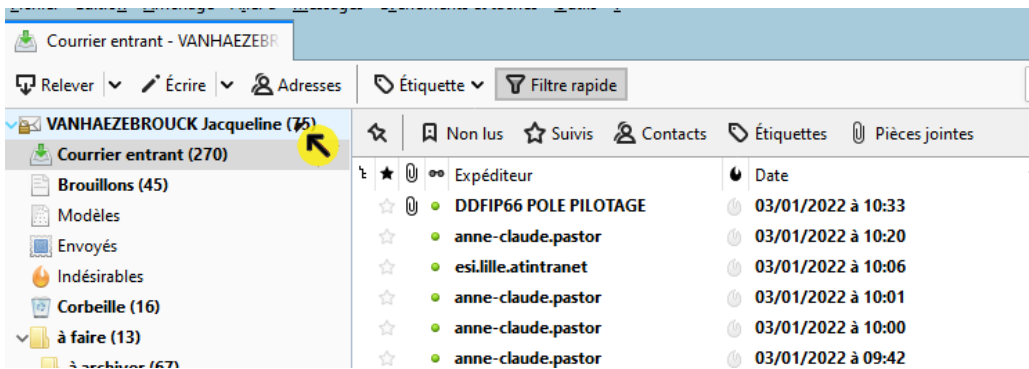 Courrier entrant - VANHAEZEBR
Relever Écrire Adresses Étiquette Filtre rapide
VANHAEZEBROUCK Jacqueline (75)
Non lus Suivis Contacts Étiquettes Pièces jointes
Courrier entrant (270)
Expéditeur Date
Brouillons (45)
DDFIP66 POLE PILOTAGE 03/01/2022 à 10:33
Modèles
anne-claude.pastor 03/01/2022 à 10:20
Envoyés
esi.lille.atintranet 03/01/2022 à 10:06
Indésirables
anne-claude.pastor 03/01/2022 à 10:01
Corbeille (16)
anne-claude.pastor 03/01/2022 à 10:00
à faire (13)
anne-claude.pastor 03/01/2022 à 09:42
à archiver (67)